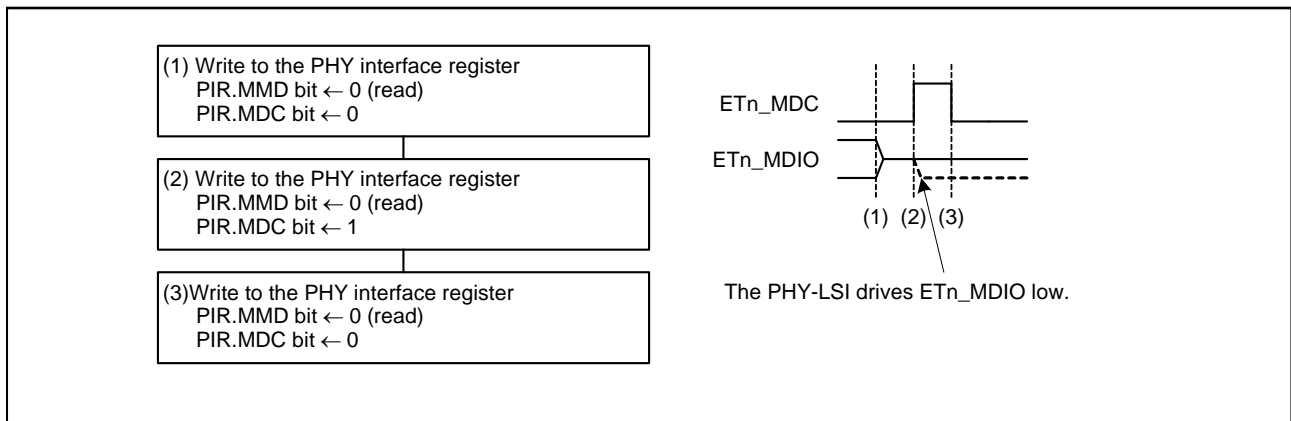 (1) Write to the PHY interface register
PIR.MMD bit ← 0 (read)
PIR.MDC bit ← 0
(2) Write to the PHY interface register
PIR.MMD bit ← 0 (read)
PIR.MDC bit ← 1
(3)Write to the PHY interface register
PIR.MMD bit ← 0 (read)
PIR.MDC bit ← 0
ETn_MDC
ETn_MDIO
(1) (2) (3)
The PHY-LSI drives ETn_MDIO low.